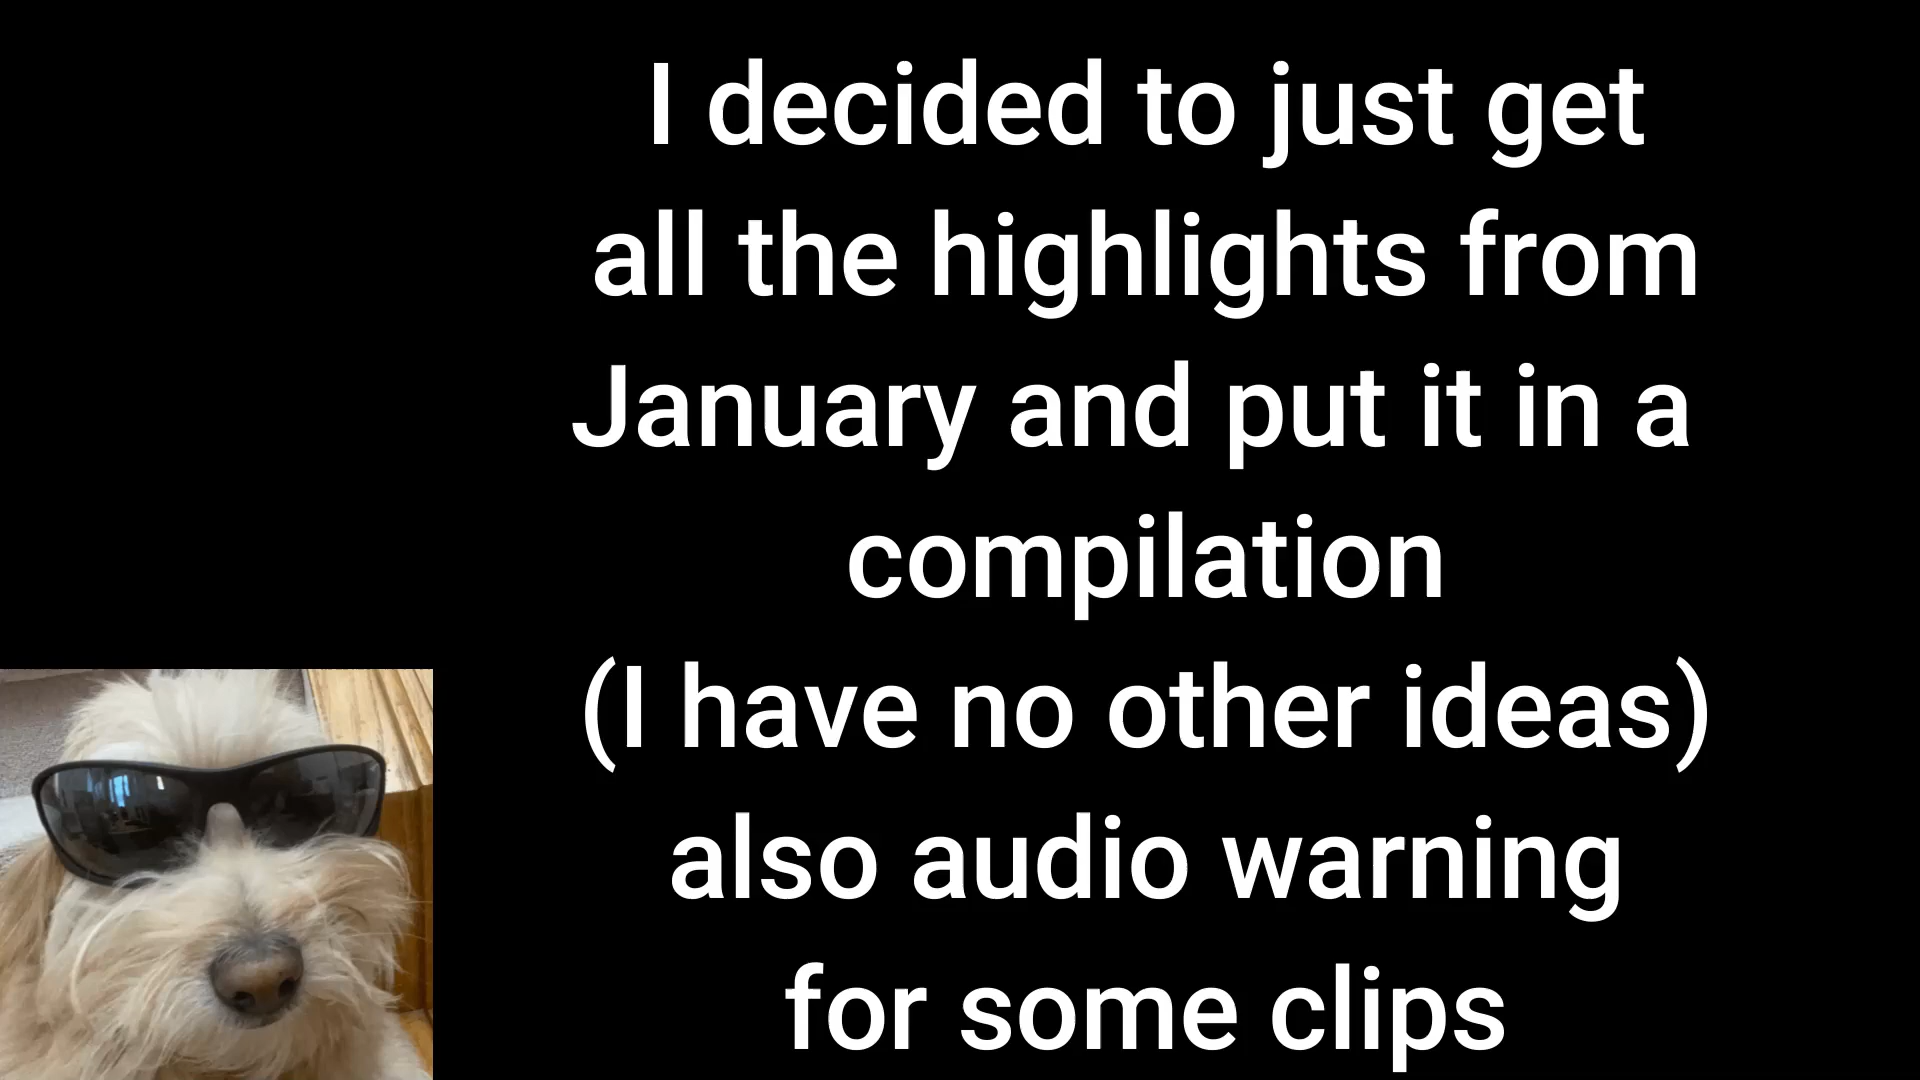 I decided to just get
all the highlights from
January and put it in a
compilation
(I have no other ideas)
also audio warning
for some clips